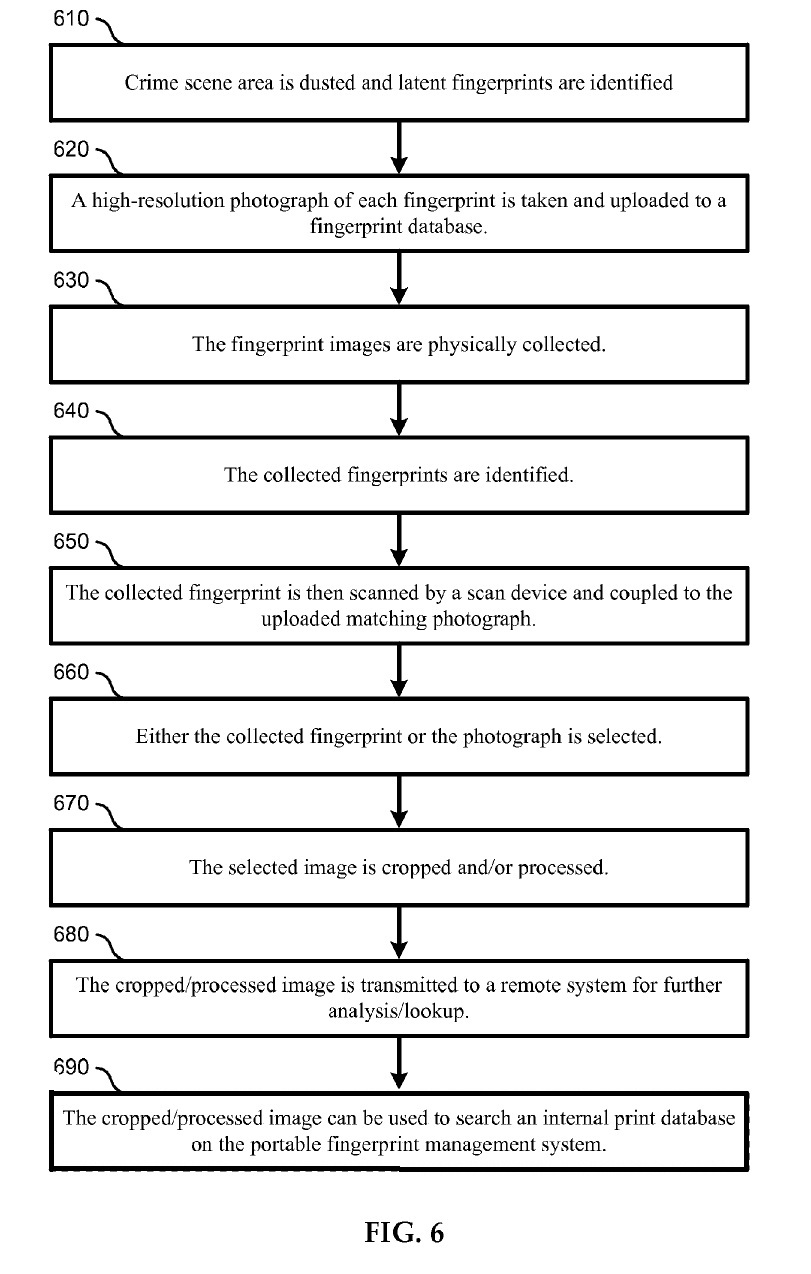 610
Crime scene area is dusted and latent fingerprints are identified
620
A high-resolution photograph of each fingerprint is taken and uploaded to a
fingerprint database.
630
The fingerprint images are physically collected.
640
The collected fingerprints are identified.
650
The collected fingerprint is then scanned by a scan device and coupled to the
uploaded matching photograph.
660
Either the collected fingerprint or the photograph is selected.
670
The selected image is cropped and/or processed.
680
The cropped/processed image is transmitted to a remote system for further
analysis/lookup.
690
The cropped/processed image can be used to search an internal print database
on the portable fingerprint management system.
FIG. 6